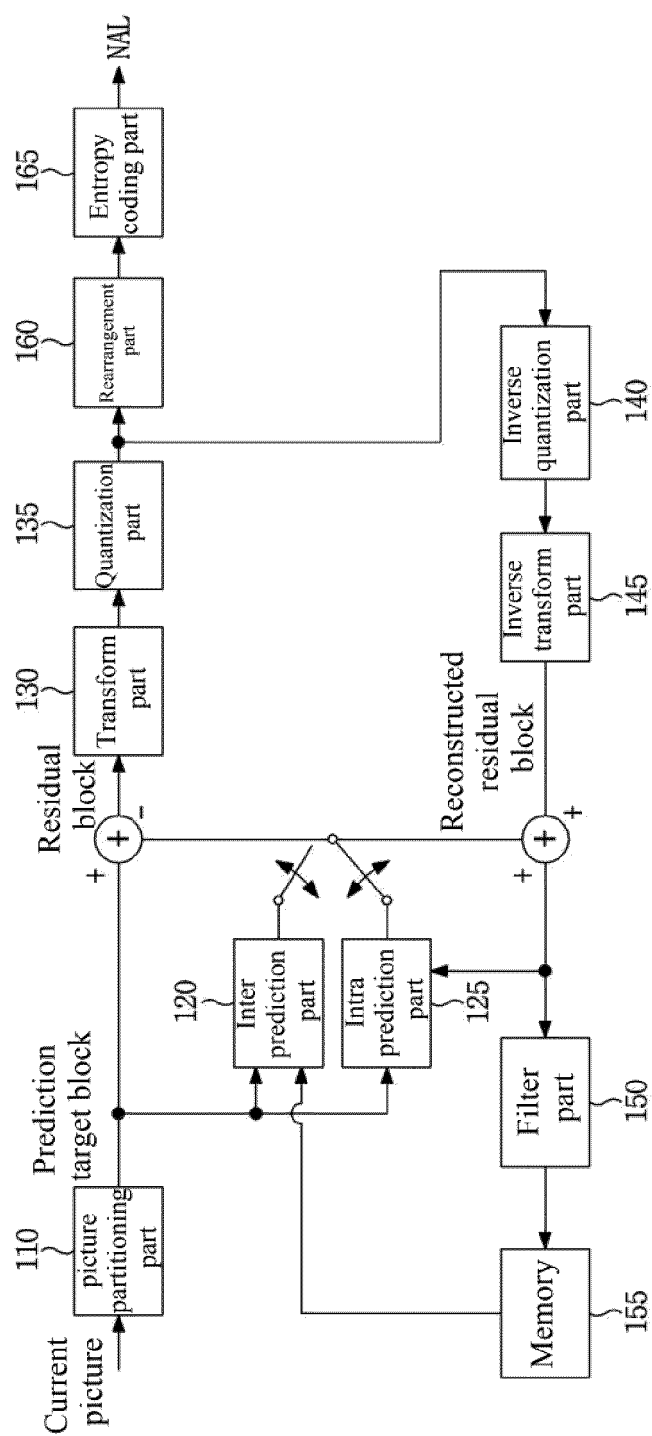 Current
picture
110
picture
partitioning
part
Prediction
target block
+
+
-
Residual
block
130
Transform
part
135
Quantization
part
160
Rearrangement
part
165
Entropy
coding part
NAL
120
Inter
prediction
part
Intra
prediction
part
125
Memory
155
Filter
part
150
+
+
+
Reconstructed
residual
block
Inverse
transform
part
145
Inverse
quantization
part
140